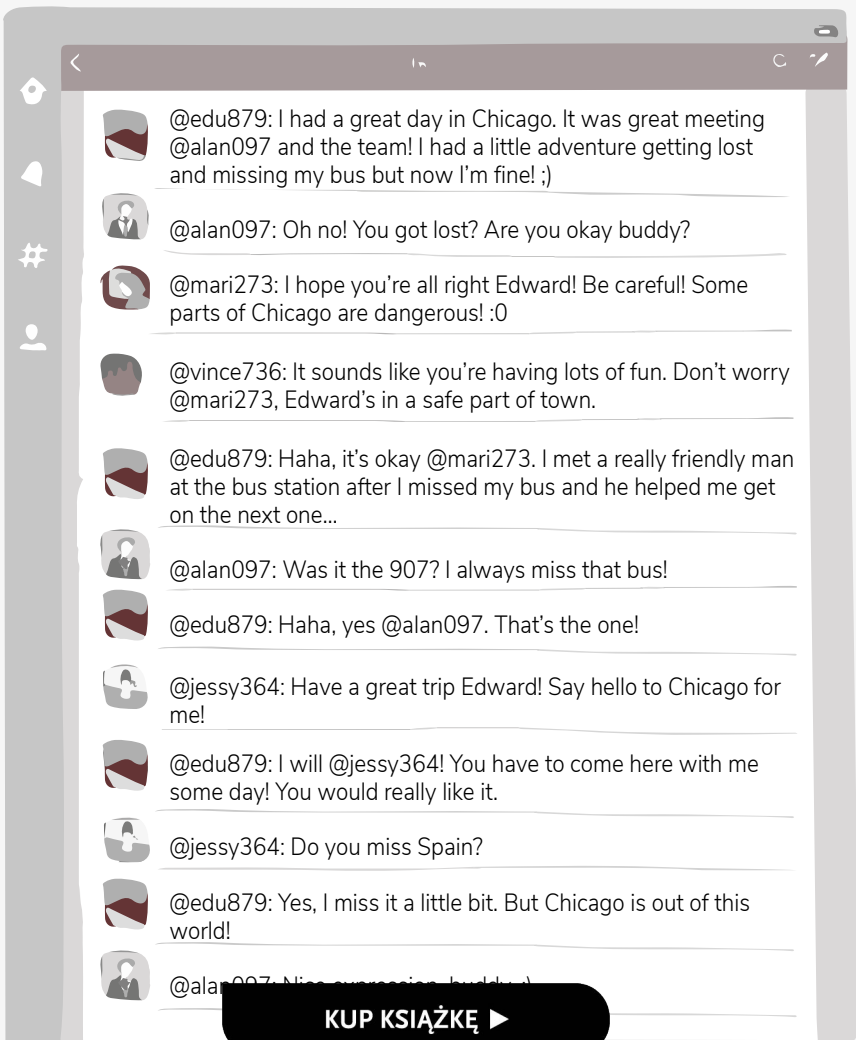 @edu879: I had a great day in Chicago. It was great meeting
@alan097 and the team! I had a little adventure getting lost
and missing my bus but now I'm fine! ;)
@alan097: Oh no! You got lost? Are you okay buddy?
@mari273: I hope you're all right Edward! Be careful! Some
parts of Chicago are dangerous! :0
@vince736: It sounds like you're having lots of fun. Don't worry
@mari273, Edward's in a safe part of town.
@edu879: Haha, it's okay @mari273. I met a really friendly man
at the bus station after I missed my bus and he helped me get
on the next one...
@alan097: Was it the 907? I always miss that bus!
@edu879: Haha, yes @alan097. That's the one!
@jessy364: Have a great trip Edward! Say hello to Chicago for
me!
@edu879: I will @jessy364! You have to come here with me
some day! You would really like it.
@jessy364: Do you miss Spain?
@edu879: Yes, I miss it a little bit. But Chicago is out of this
world!
@alan097: Nice expression, buddy. ;)
KUP KSIĄŻKĘ ▶